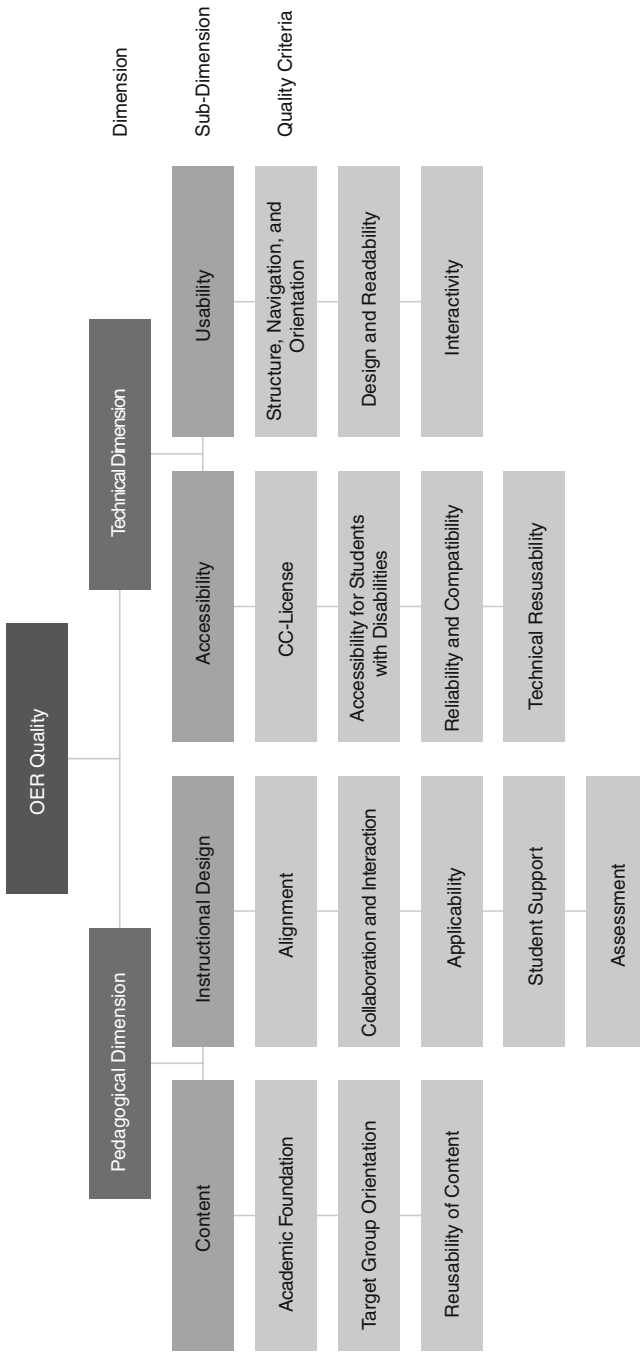 OER Quality
Pedagogical Dimension
Technical Dimension
Dimension
Content
Instructional Design
Accessibility
Usability
Sub-Dimension
Academic Foundation
Alignment
CC-License
Structure, Navigation, and
Orientation
Quality Criteria
Target Group Orientation
Collaboration and Interaction
Accessibility for Students
with Disabilities
Design and Readability
Reusability of Content
Applicability
Reliability and Compatibility
Interactivity
Student Support
Technical Resusability
Assessment